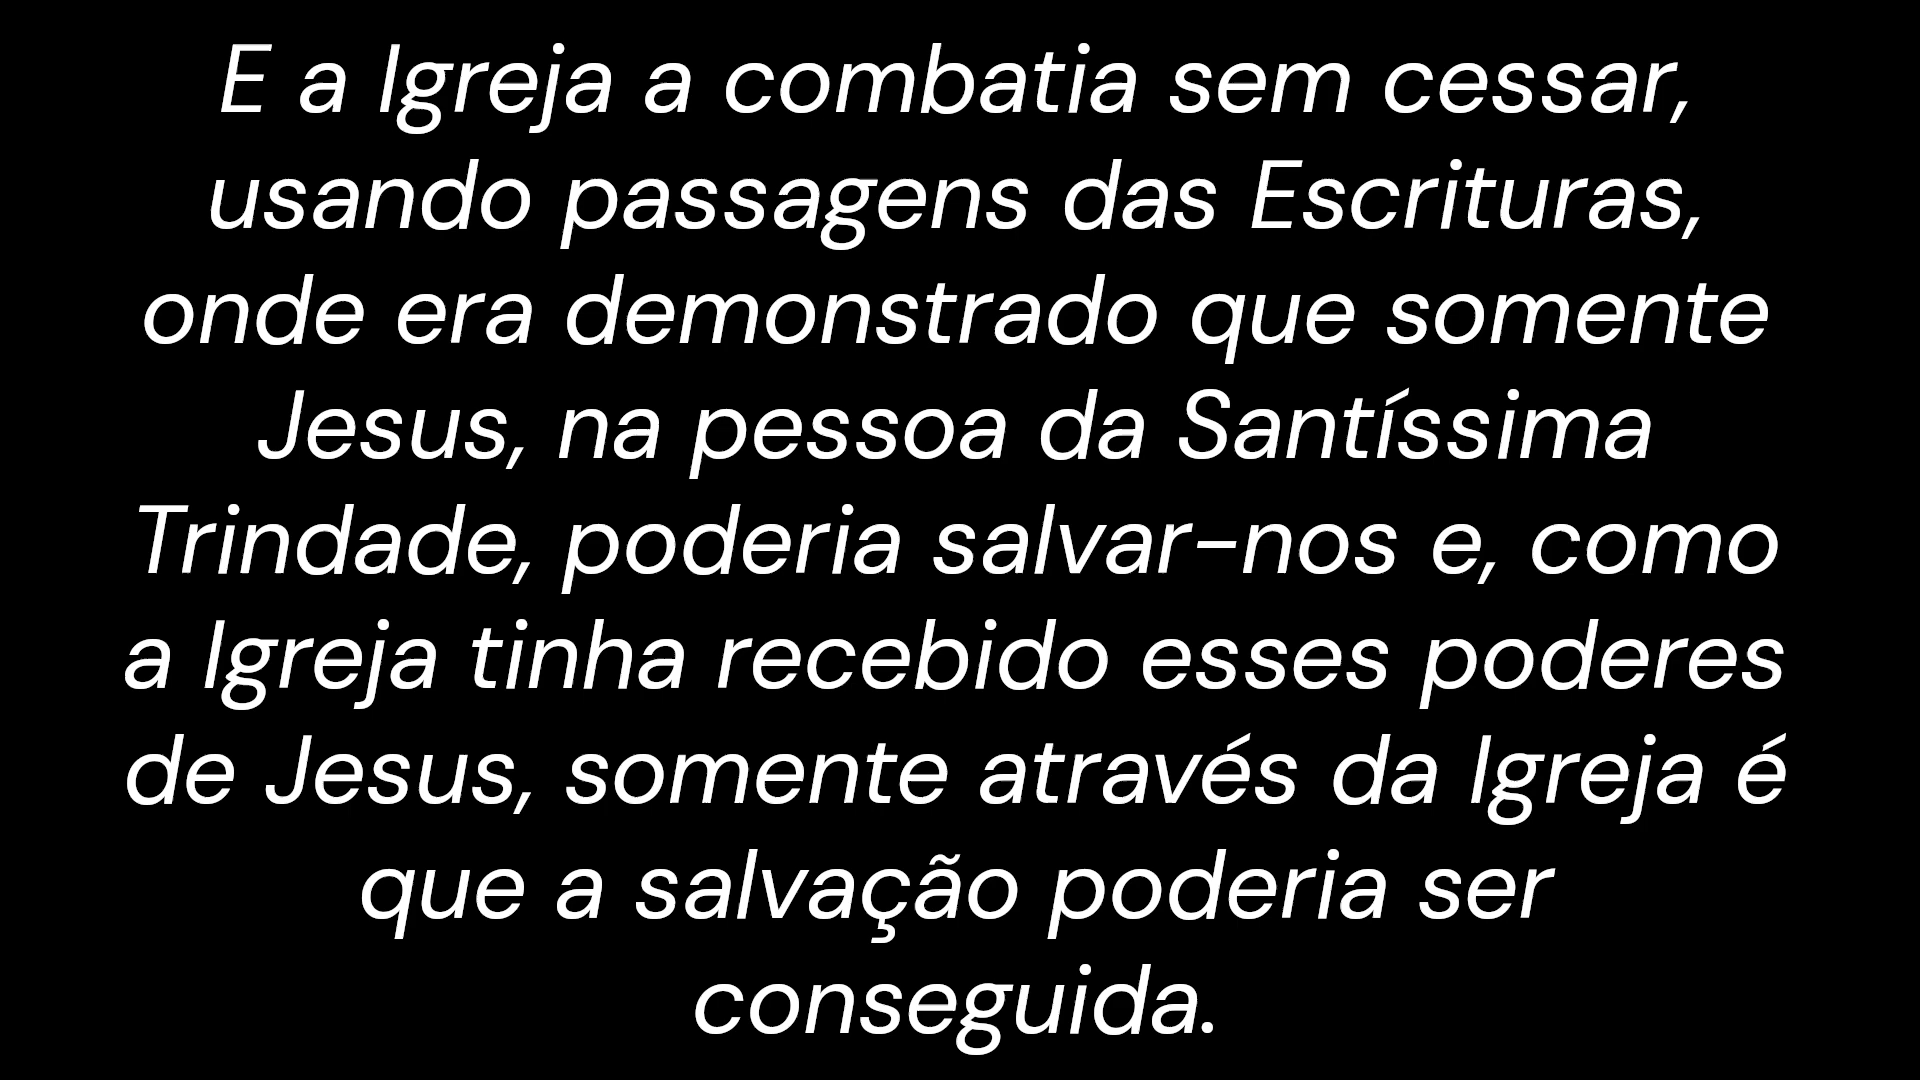 E a Igreja a combatia sem cessar,
usando passagens das Escrituras,
onde era demonstrado que somente
Jesus, na pessoa da Santíssima
Trindade, poderia salvar-nos e, como
a Igreja tinha recebido esses poderes
de Jesus, somente através da Igreja é
que a salvação poderia ser
conseguida.